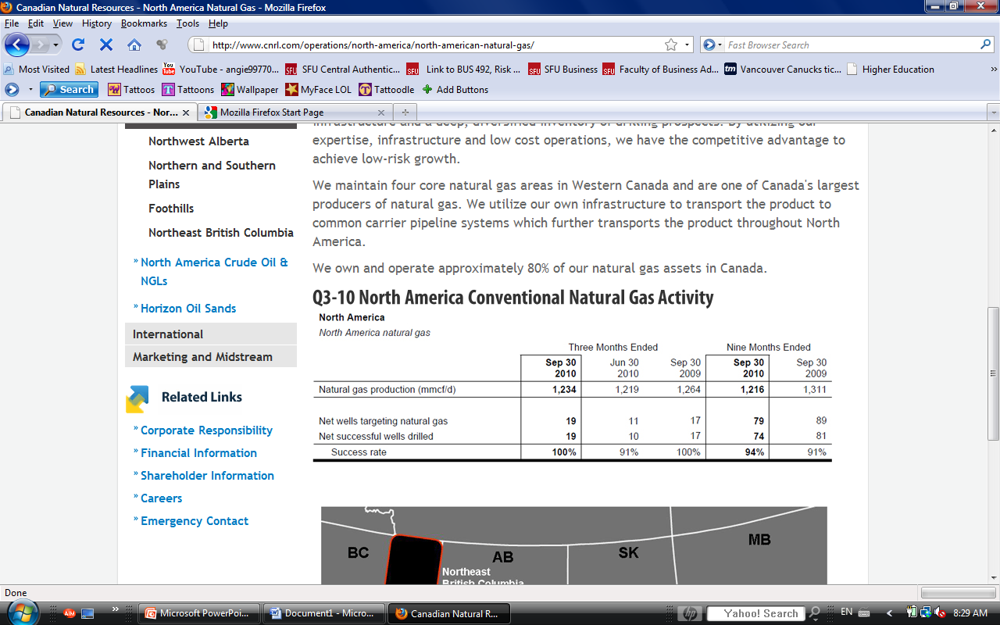 Canadian Natural Resources - North America Natural Gas - Mozilla Firefox
File Edit View History Bookmarks Tools Help
http://www.cnrl.com/operations/north-america/north-american-natural-gas/
Fast Browser Search
Most Visited Latest Headlines YouTube - angie99770... SFU Central Authentic... Link to BUS 492, Risk ... SFU Business Faculty of Business Ad... Vancouver Canucks tic... Higher Education
Search Tattoos Tattoons Wallpaper MyFace LOL Tattoodle Add Buttons
Canadian Natural Resources - Nor... Mozilla Firefox Start Page
Northwest Alberta
Northern and Southern
Plains
Foothills
Northeast British Columbia
» North America Crude Oil &
NGLs
» Horizon Oil Sands
International
Marketing and Midstream
Related Links
» Corporate Responsibility
» Financial Information
» Shareholder Information
» Careers
» Emergency Contact
infrastructure and a deep, diversified inventory of drilling prospects. By utilizing our
expertise, infrastructure and low cost operations, we have the competitive advantage to
achieve low-risk growth.
We maintain four core natural gas areas in Western Canada and are one of Canada's largest
producers of natural gas. We utilize our own infrastructure to transport the product to
common carrier pipeline systems which further transports the product throughout North
America.
We own and operate approximately 80% of our natural gas assets in Canada.
Q3-10 North America Conventional Natural Gas Activity
North America
North America natural gas
Three Months Ended Nine Months Ended
Sep 30 Jun 30 Sep 30 Sep 30 Sep 30
2010 2010 2009 2010 2009
Natural gas production (mmcf/d) 1,234 1,219 1,264 1,216 1,311
Net wells targeting natural gas 19 11 17 79 89
Net successful wells drilled 19 10 17 74 81
Success rate 100% 91% 100% 94% 91%
BC AB SK MB
Northeast
British Columbia
Done
AIM Microsoft PowerPoi... Document1 - Micro... Canadian Natural R... hp Yahoo! Search EN 8:29 AM